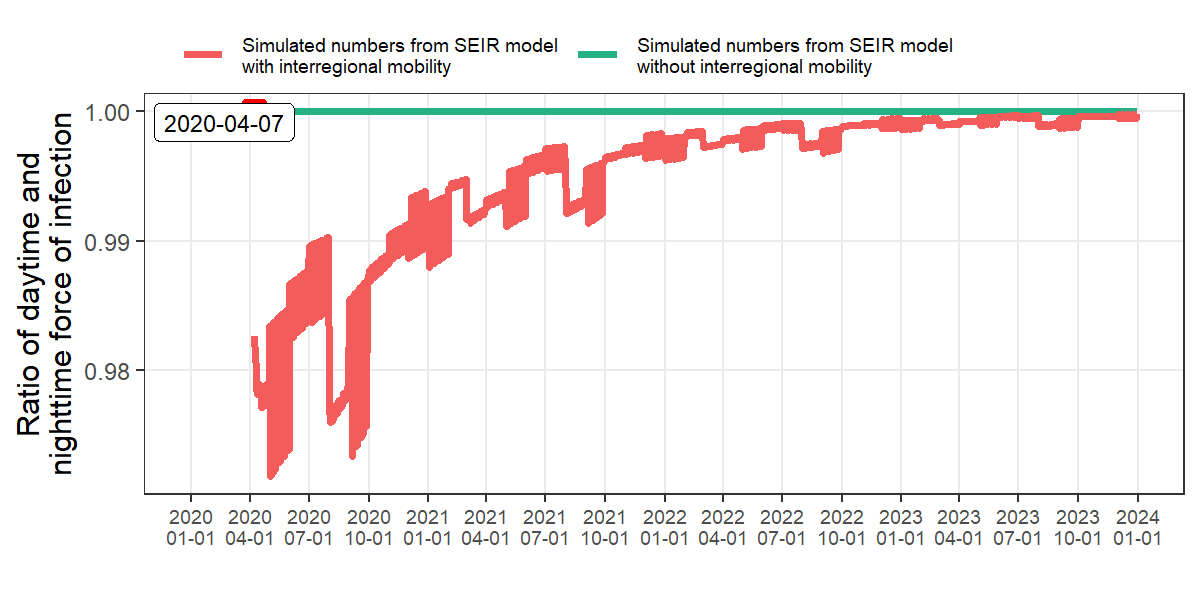 Simulated numbers from SEIR model
with interregional mobility
Simulated numbers from SEIR model
without interregional mobility
Ratio of daytime and
nighttime force of infection
1.00
0.99
0.98
2020-04-07
2020 2020 2020 2020 2021 2021 2021 2021 2022 2022 2022 2022 2023 2023 2023 2023 2024
01-01 04-01 07-01 10-01 01-01 04-01 07-01 10-01 01-01 04-01 07-01 10-01 01-01 04-01 07-01 10-01 01-01